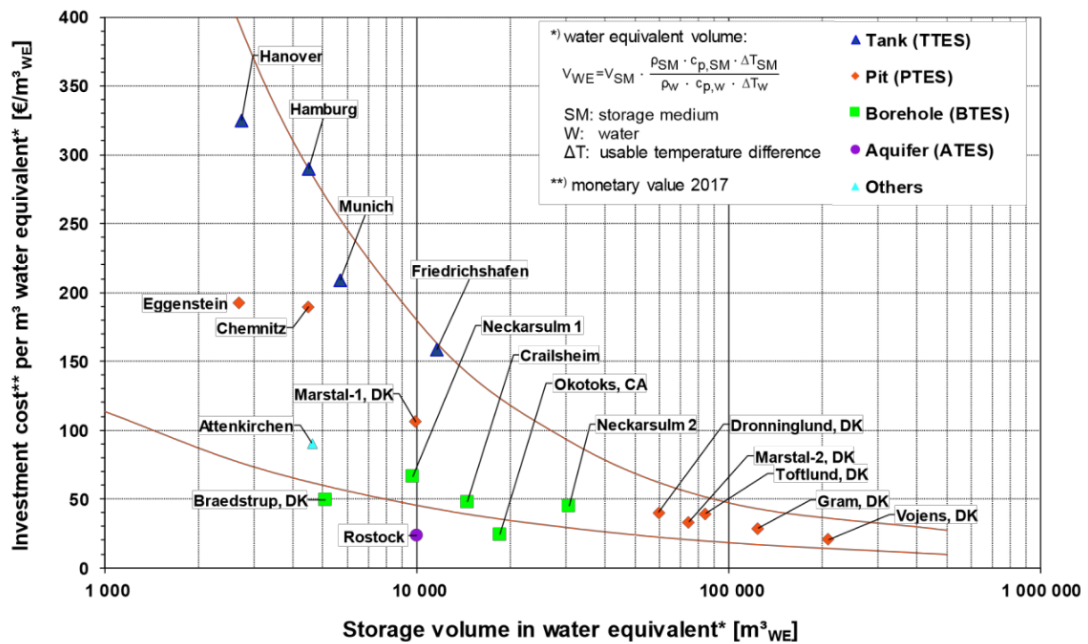 Investment cost** per m³ water equivalent* [€/m³WE]
400
350
300
250
200
150
100
50
0
*) water equivalent volume:
VWE=VSM · ρSM · cp,SM · ΔTSM / ρw · cp,w · ΔTw
SM: storage medium
W: water
ΔT: usable temperature difference
**) monetary value 2017
Tank (TTES)
Pit (PTES)
Borehole (BTES)
Aquifer (ATES)
Others
Hanover
Hamburg
Munich
Friedrichshafen
Eggenstein
Chemnitz
Neckarsulm 1
Crailsheim
Okotoks, CA
Marstal-1, DK
Attenkirchen
Neckarsulm 2
Dronninglund, DK
Marstal-2, DK
Toftlund, DK
Gram, DK
Vojens, DK
Braedstrup, DK
Rostock
1 000
10 000
100 000
1 000 000
Storage volume in water equivalent* [m³WE]